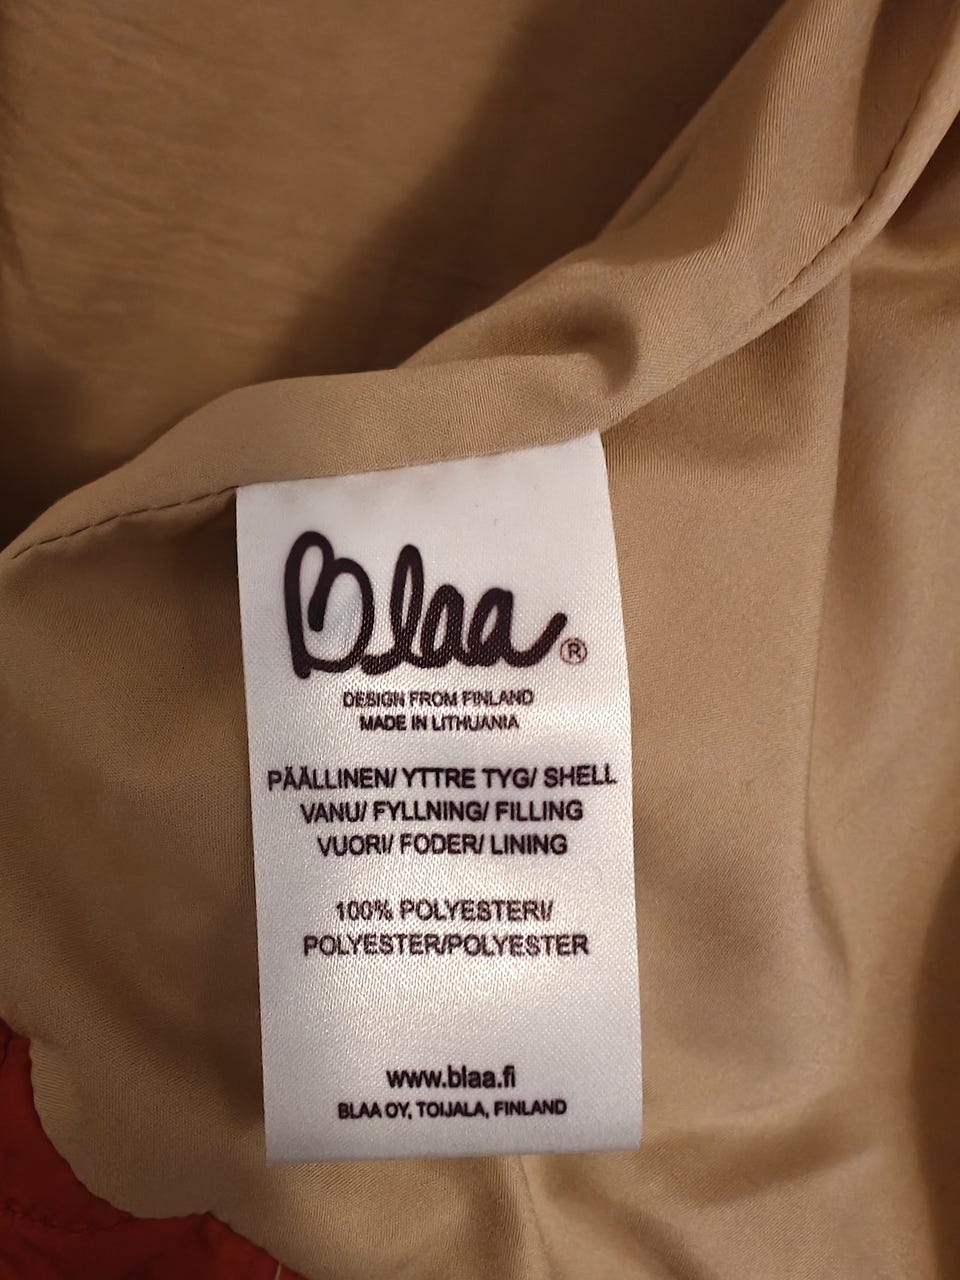 Blaa®
DESIGN FROM FINLAND
MADE IN LITHUANIA
PÄÄLLINEN/ YTTRE TYG/ SHELL
VANU/ FYLLNING/ FILLING
VUORI/ FODER/ LINING
100% POLYESTERI/
POLYESTER/POLYESTER
www.blaa.fi
BLAA OY, TOIJALA, FINLAND